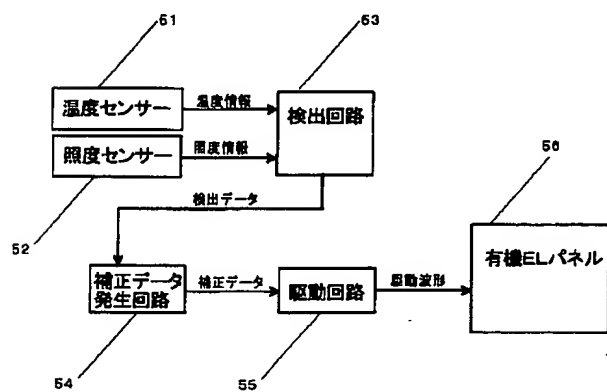 51
53
温度センサー
温度情報
検出回路
照度センサー
照度情報
56
52
検出データ
有機ELパネル
補正データ
発生回路
補正データ
駆動回路
駆動波形
54
55